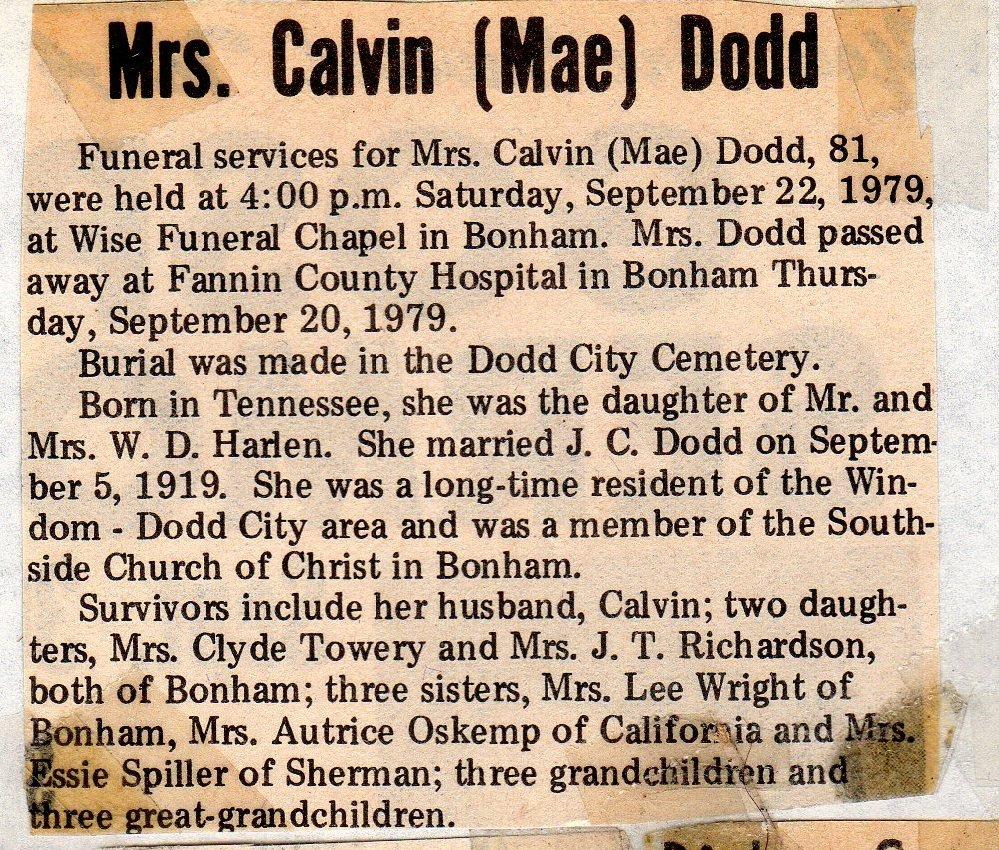 Mrs. Calvin (Mae) Dodd
Funeral services for Mrs. Calvin (Mae) Dodd, 81,
were held at 4:00 p.m. Saturday, September 22, 1979,
at Wise Funeral Chapel in Bonham. Mrs. Dodd passed
away at Fannin County Hospital in Bonham Thurs-
day, September 20, 1979.
Burial was made in the Dodd City Cemetery.
Born in Tennessee, she was the daughter of Mr. and
Mrs. W. D. Harlen. She married J. C. Dodd on Septem-
ber 5, 1919. She was a long-time resident of the Win-
dom - Dodd City area and was a member of the South-
side Church of Christ in Bonham.
Survivors include her husband, Calvin; two daugh-
ters, Mrs. Clyde Towery and Mrs. J. T. Richardson,
both of Bonham; three sisters, Mrs. Lee Wright of
Bonham, Mrs. Autrice Oskemp of California and Mrs.
Essie Spiller of Sherman; three grandchildren and
three great-grandchildren.